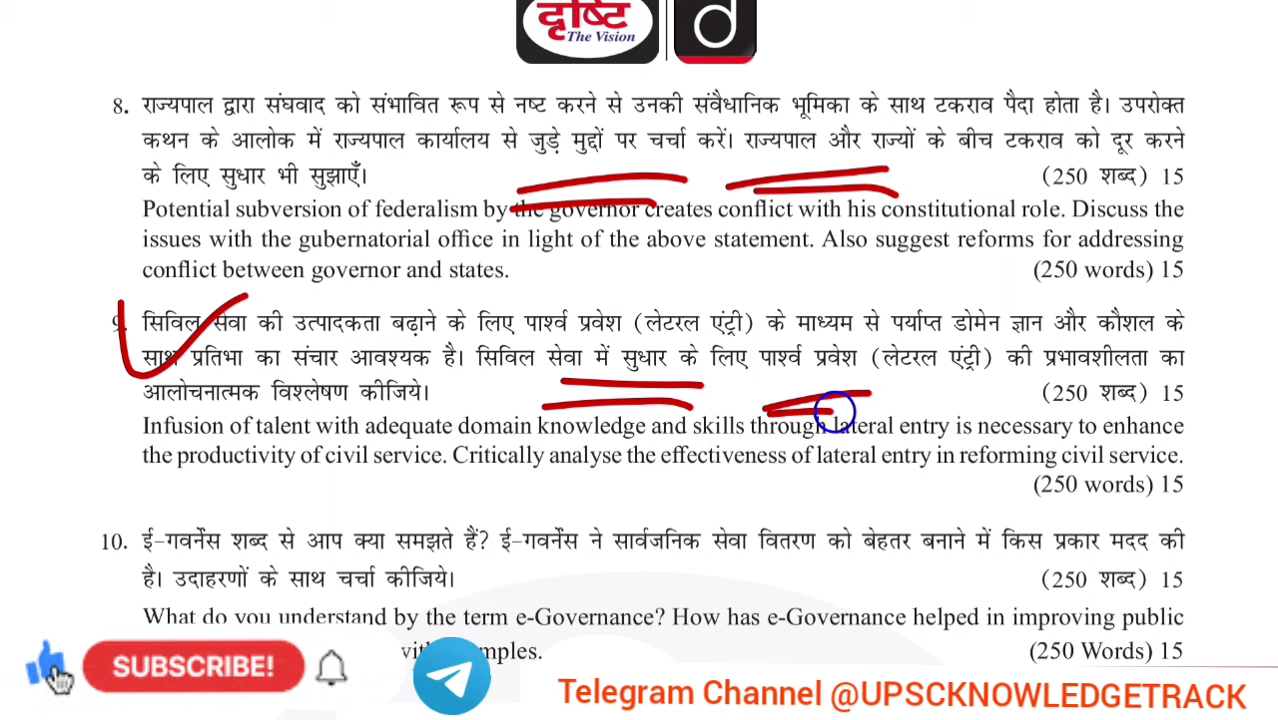 दृष्टि
The Vision
d
8. राज्यपाल द्वारा संघवाद को संभावित रूप से नष्ट करने से उनकी संवैधानिक भूमिका के साथ टकराव पैदा होता है। उपरोक्त
कथन के आलोक में राज्यपाल कार्यालय से जुड़े मुद्दों पर चर्चा करें। राज्यपाल और राज्यों के बीच टकराव को दूर करने
के लिए सुधार भी सुझाएँ। (250 शब्द) 15
Potential subversion of federalism by the governor creates conflict with his constitutional role. Discuss the
issues with the gubernatorial office in light of the above statement. Also suggest reforms for addressing
conflict between governor and states. (250 words) 15
9. सिविल सेवा की उत्पादकता बढ़ाने के लिए पार्श्व प्रवेश (लेटरल एंट्री) के माध्यम से पर्याप्त डोमेन ज्ञान और कौशल के
साथ प्रतिभा का संचार आवश्यक है। सिविल सेवा में सुधार के लिए पार्श्व प्रवेश (लेटरल एंट्री) की प्रभावशीलता का
आलोचनात्मक विश्लेषण कीजिये। (250 शब्द) 15
Infusion of talent with adequate domain knowledge and skills through lateral entry is necessary to enhance
the productivity of civil service. Critically analyse the effectiveness of lateral entry in reforming civil service.
(250 words) 15
10. ई-गवर्नेंस शब्द से आप क्या समझते हैं? ई-गवर्नेंस ने सार्वजनिक सेवा वितरण को बेहतर बनाने में किस प्रकार मदद की
है। उदाहरणों के साथ चर्चा कीजिये। (250 शब्द) 15
What do you understand by the term e-Governance? How has e-Governance helped in improving public
(250 Words) 15
SUBSCRIBE!
Telegram Channel @UPSCKNOWLEDGETRACK